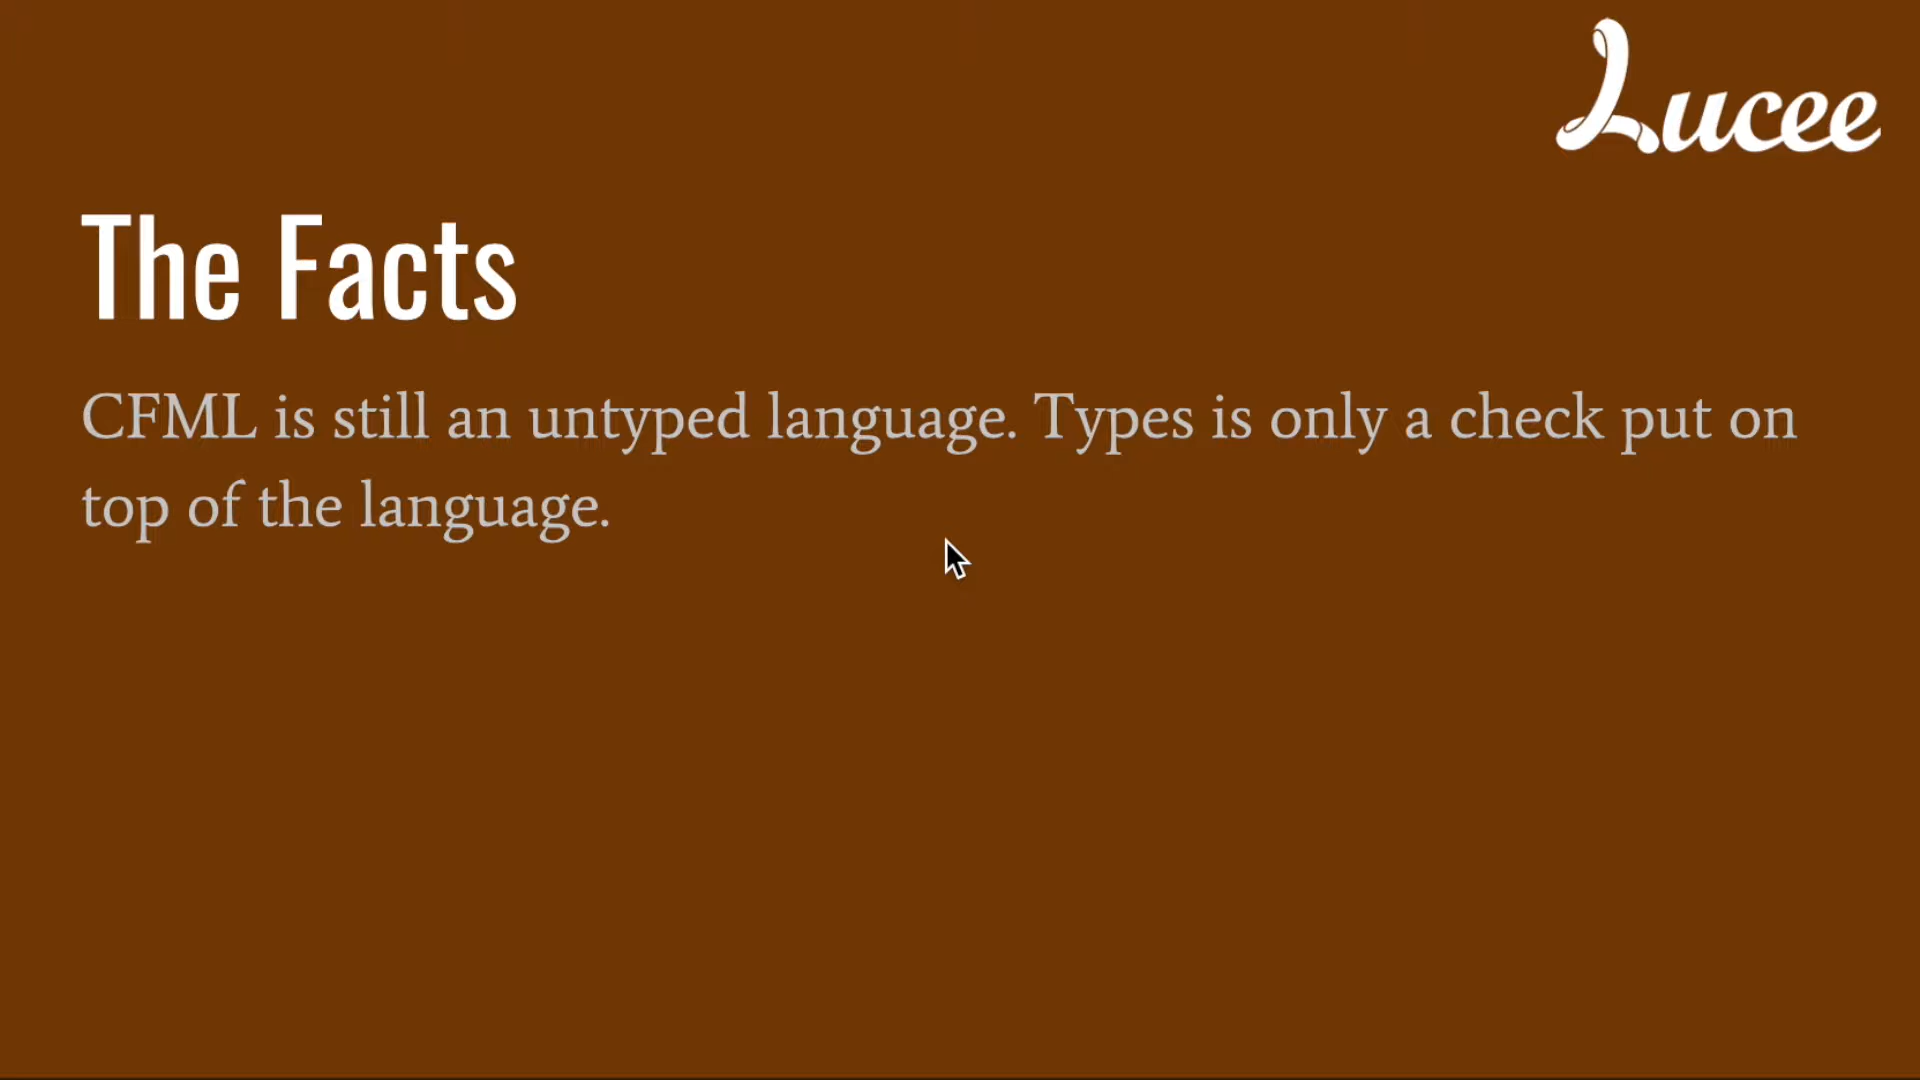 Lucee
The Facts
CFML is still an untyped language. Types is only a check put on
top of the language.